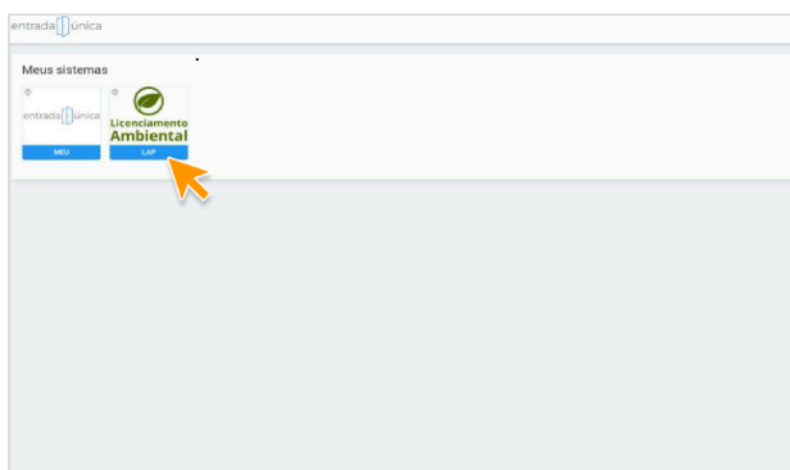 entrada única
Meus sistemas
entrada única
MEU
Licenciamento
Ambiental
LAP